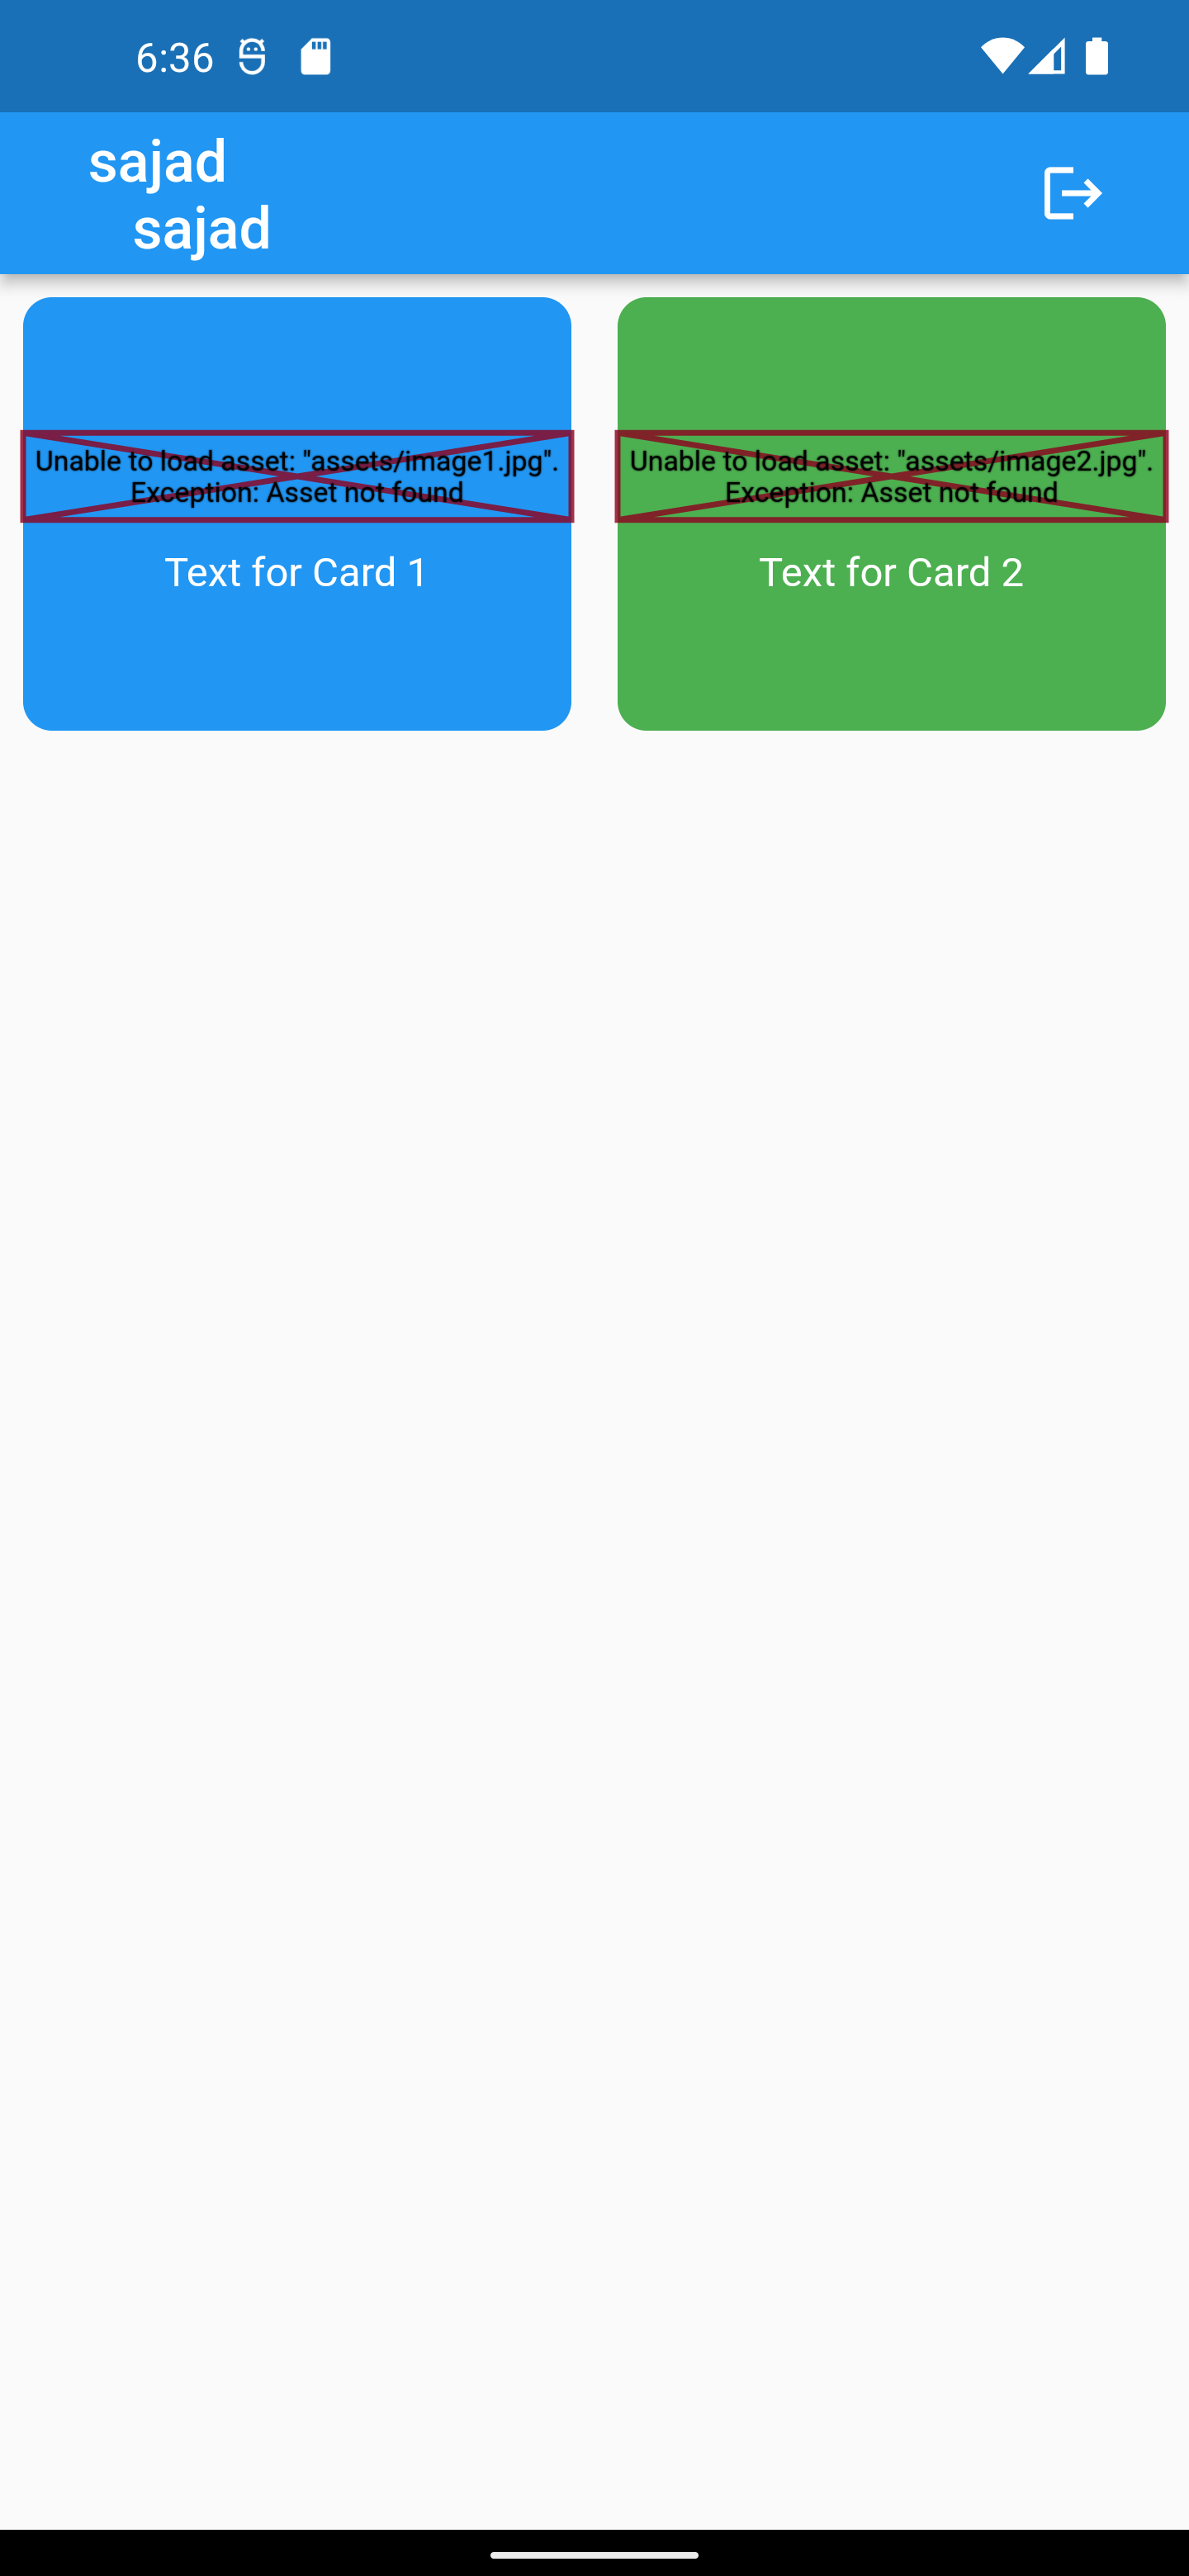 6:36
sajad
sajad
Unable to load asset: "assets/image1.jpg".
Exception: Asset not found
Text for Card 1
Unable to load asset: "assets/image2.jpg".
Exception: Asset not found
Text for Card 2